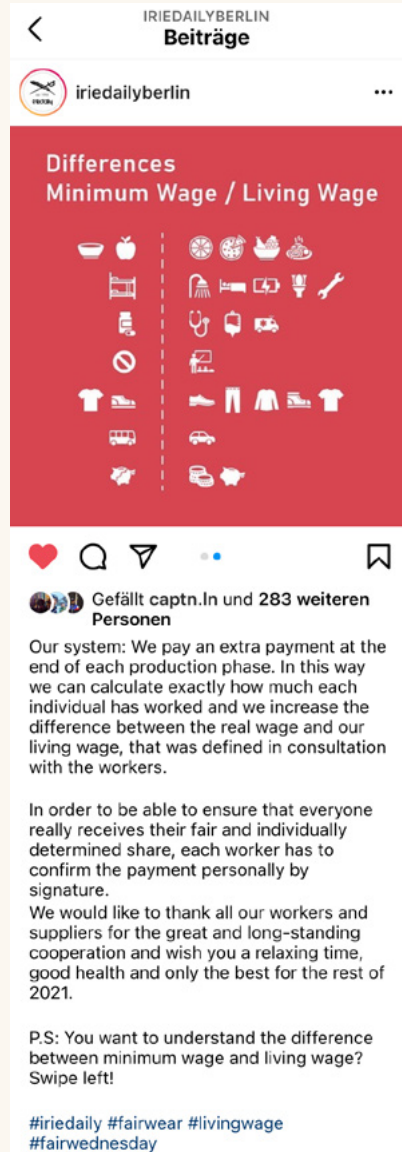 IRIEDAILYBERLIN
Beiträge
iriedailyberlin
Differences
Minimum Wage / Living Wage
Gefällt captn.ln und 283 weiteren
Personen
Our system: We pay an extra payment at the
end of each production phase. In this way
we can calculate exactly how much each
individual has worked and we increase the
difference between the real wage and our
living wage, that was defined in consultation
with the workers.
In order to be able to ensure that everyone
really receives their fair and individually
determined share, each worker has to
confirm the payment personally by
signature.
We would like to thank all our workers and
suppliers for the great and long-standing
cooperation and wish you a relaxing time,
good health and only the best for the rest of
2021.
P.S: You want to understand the difference
between minimum wage and living wage?
Swipe left!
#iriedaily #fairwear #livingwage
#fairwednesday